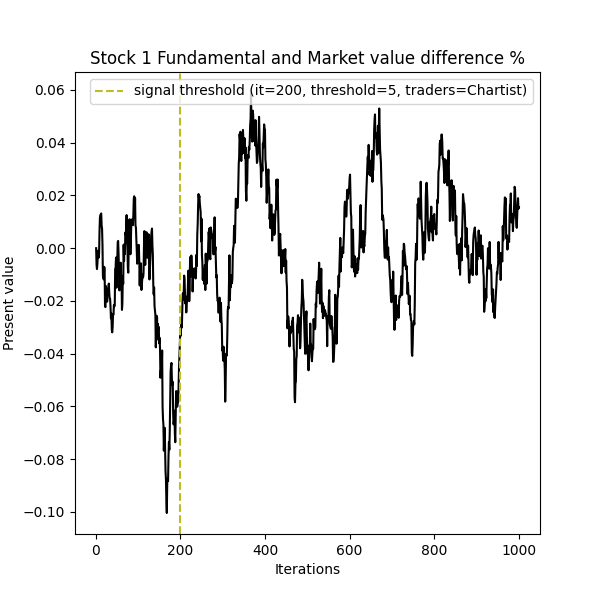 Stock 1 Fundamental and Market value difference %
signal threshold (it=200, threshold=5, traders=Chartist)
Present value
0.06
0.04
0.02
0.00
−0.02
−0.04
−0.06
−0.08
−0.10
0 200 400 600 800 1000
Iterations